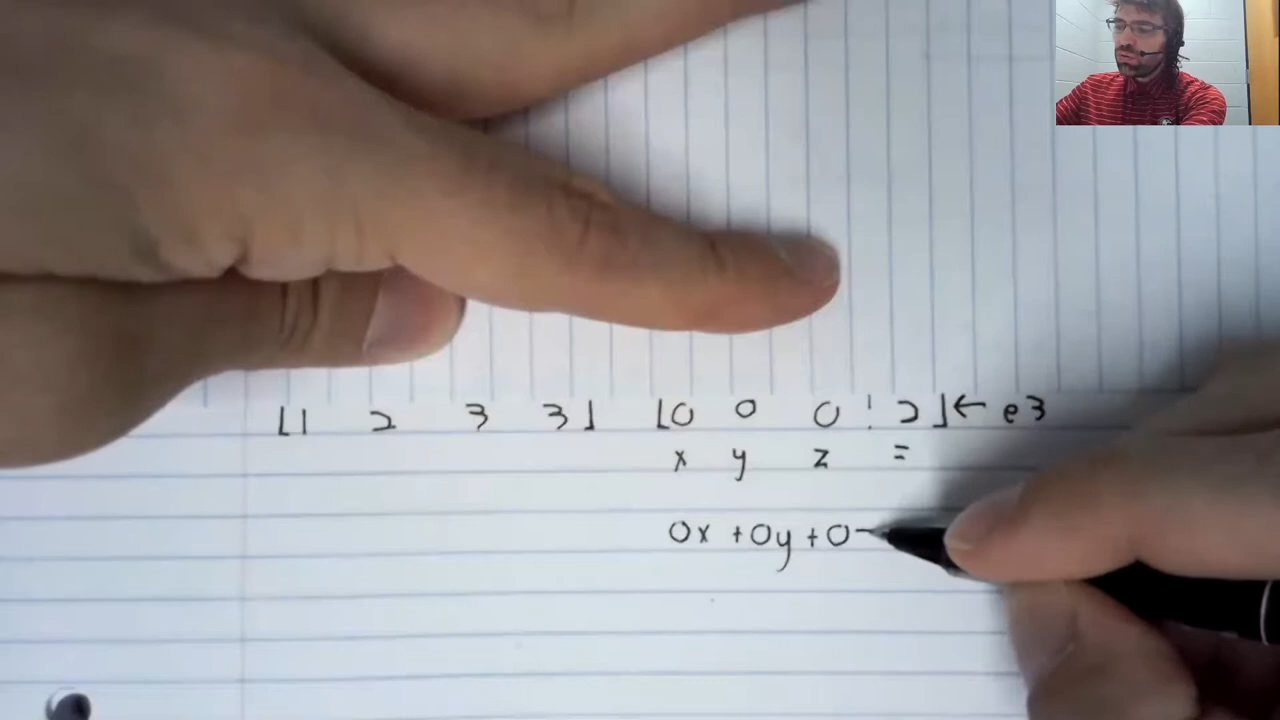 ⌊1 2 3 3⌋ ⌊0 0 0 ¦ 2⌋ ← e3
x y z =
0x + 0y + 0